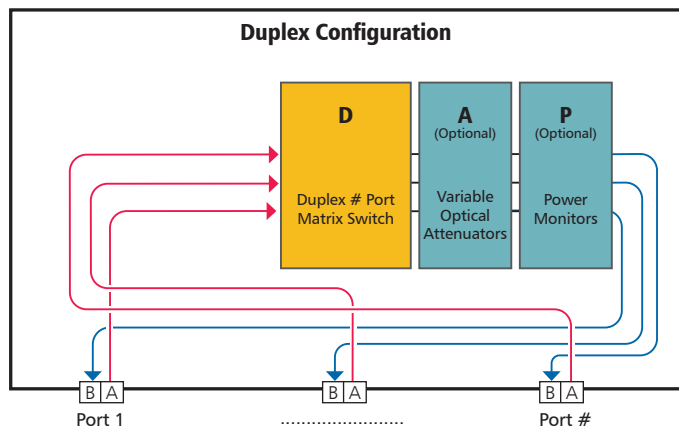 Duplex Configuration
D
Duplex # Port
Matrix Switch
A
(Optional)
Variable
Optical
Attenuators
P
(Optional)
Power
Monitors
B A
B A
B A
Port 1
.......................
Port #